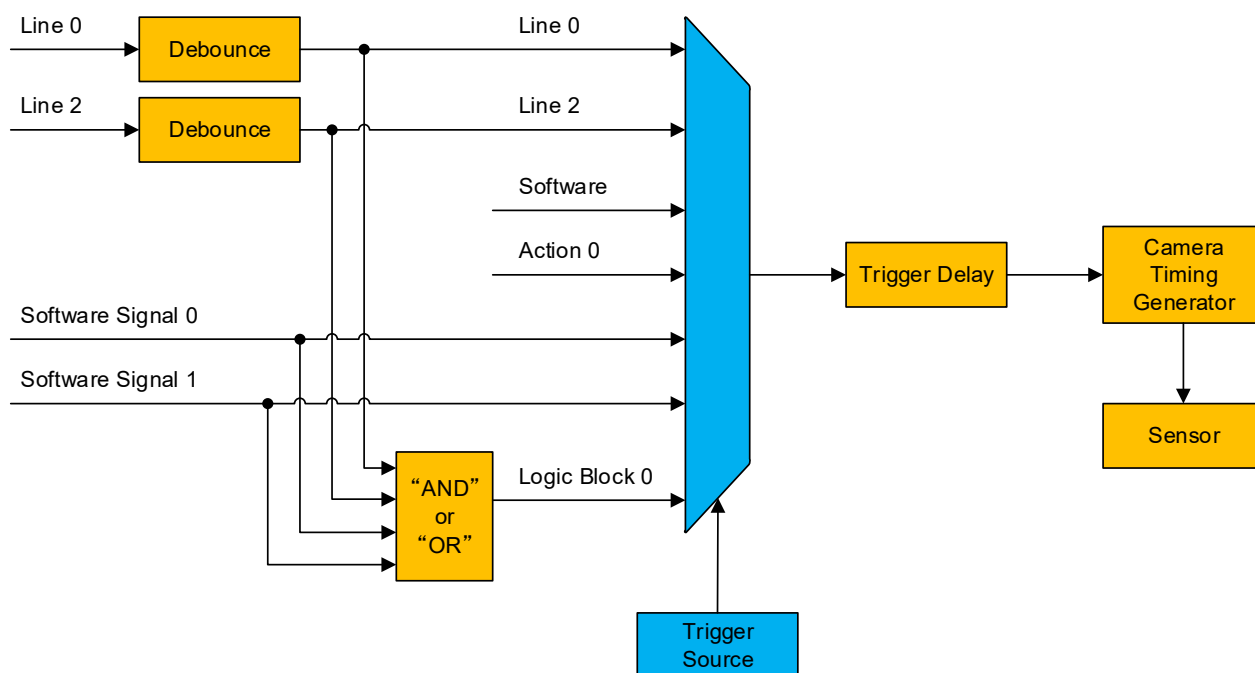 Line 0
Debounce
Line 0
Line 2
Debounce
Line 2
Software
Action 0
Software Signal 0
Software Signal 1
“AND”
or
“OR”
Logic Block 0
Trigger Delay
Camera
Timing
Generator
Sensor
Trigger
Source